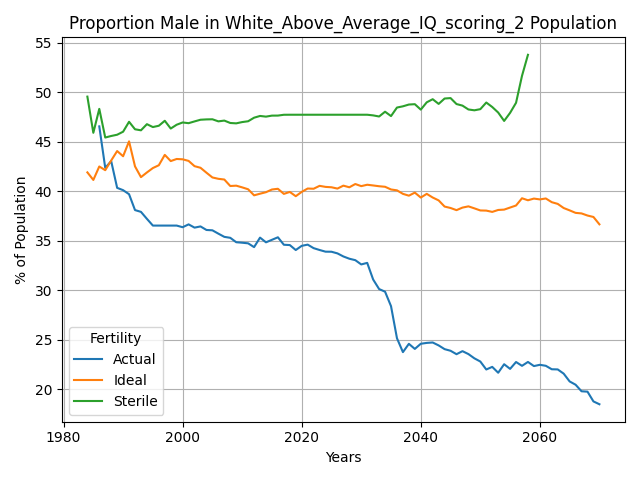 Proportion Male in White_Above_Average_IQ_scoring_2 Population
% of Population
55
50
45
40
35
30
25
20
Fertility
Actual
Ideal
Sterile
1980
2000
2020
2040
2060
Years